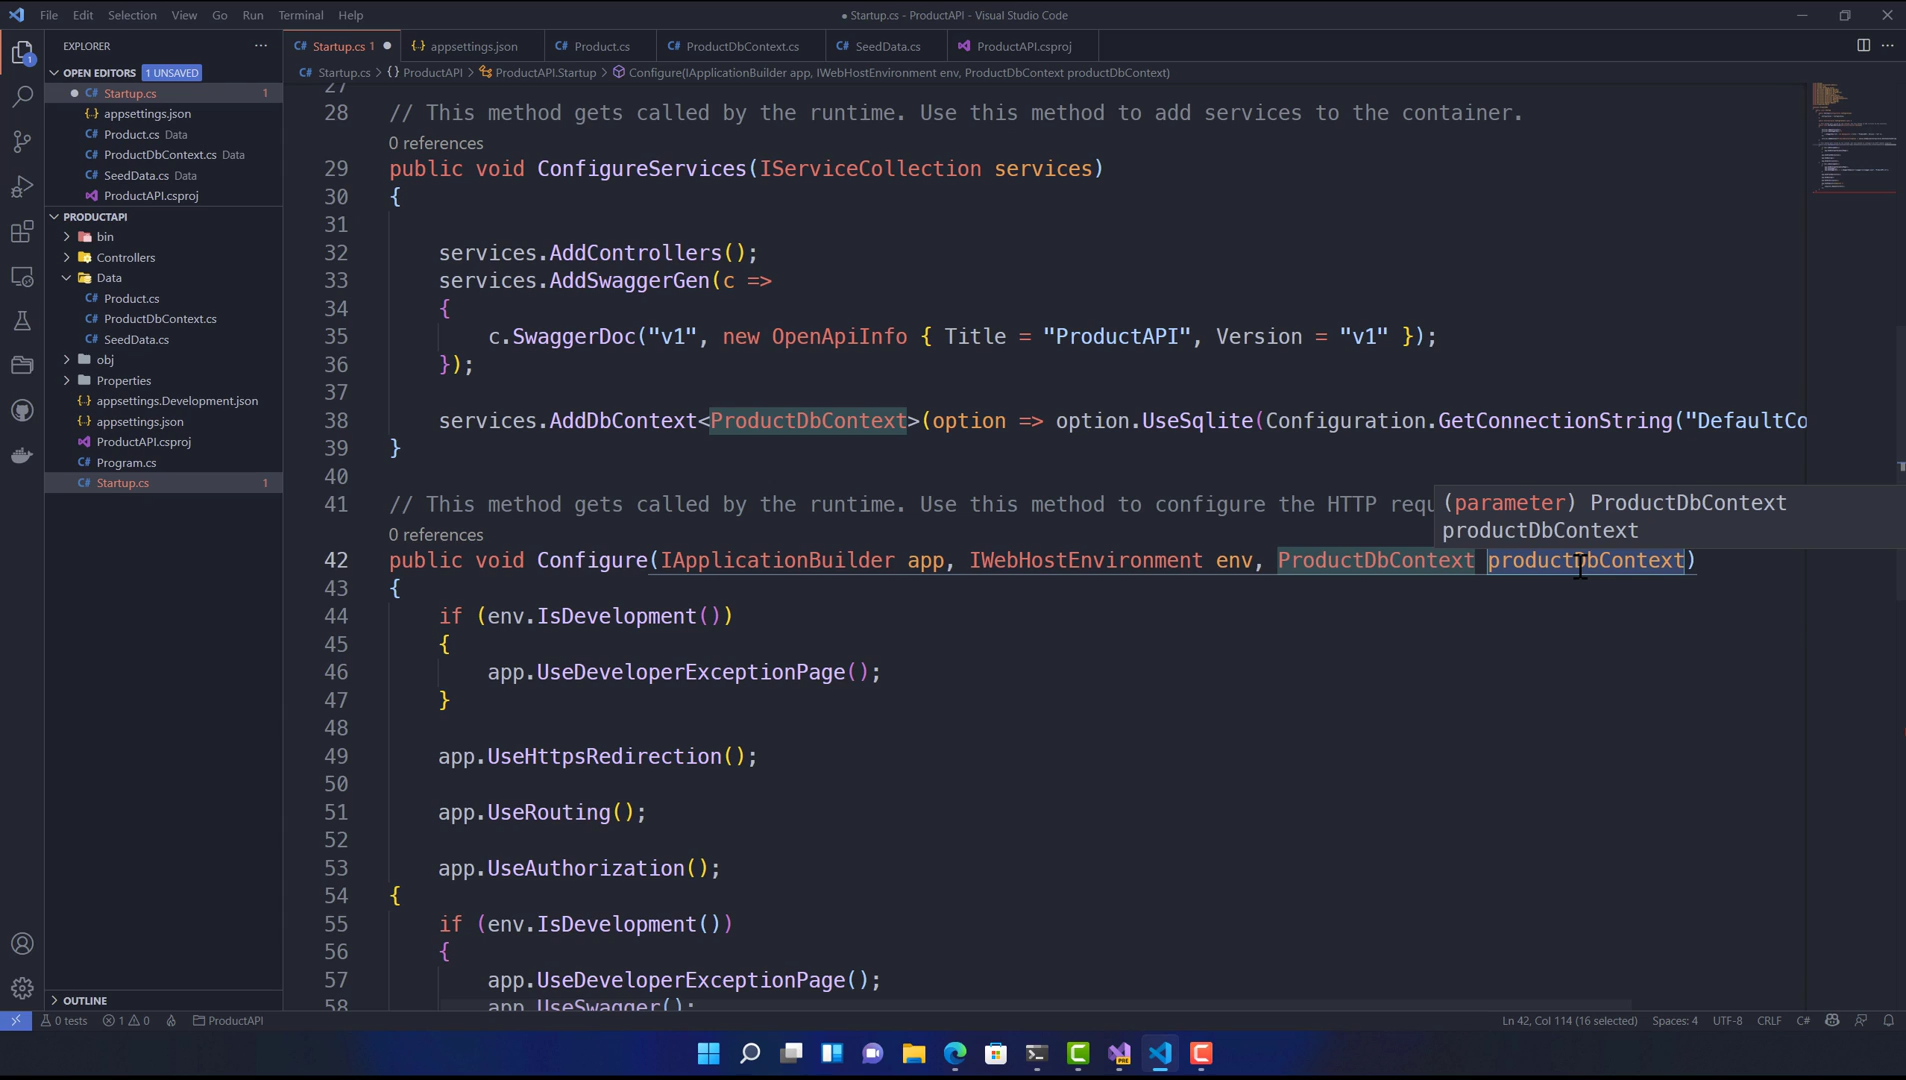 File Edit Selection View Go Run Terminal Help
● Startup.cs - ProductAPI - Visual Studio Code
EXPLORER
OPEN EDITORS 1 UNSAVED
C# Startup.cs 1
{..} appsettings.json
C# Product.cs Data
C# ProductDbContext.cs Data
C# SeedData.cs Data
ProductAPI.csproj
PRODUCTAPI
bin
Controllers
Data
C# Product.cs
C# ProductDbContext.cs
C# SeedData.cs
obj
Properties
{..} appsettings.Development.json
{..} appsettings.json
ProductAPI.csproj
C# Program.cs
C# Startup.cs 1
OUTLINE
C# Startup.cs 1 ● {..} appsettings.json C# Product.cs C# ProductDbContext.cs C# SeedData.cs ProductAPI.csproj
C# Startup.cs > {} ProductAPI > ProductAPI.Startup > Configure(IApplicationBuilder app, IWebHostEnvironment env, ProductDbContext productDbContext)
27
28 // This method gets called by the runtime. Use this method to add services to the container.
0 references
29 public void ConfigureServices(IServiceCollection services)
30 {
31
32 services.AddControllers();
33 services.AddSwaggerGen(c =>
34 {
35 c.SwaggerDoc("v1", new OpenApiInfo { Title = "ProductAPI", Version = "v1" });
36 });
37
38 services.AddDbContext<ProductDbContext>(option => option.UseSqlite(Configuration.GetConnectionString("DefaultCo
39 }
40
41 // This method gets called by the runtime. Use this method to configure the HTTP requ
(parameter) ProductDbContext
productDbContext
0 references
42 public void Configure(IApplicationBuilder app, IWebHostEnvironment env, ProductDbContext productDbContext)
43 {
44 if (env.IsDevelopment())
45 {
46 app.UseDeveloperExceptionPage();
47 }
48
49 app.UseHttpsRedirection();
50
51 app.UseRouting();
52
53 app.UseAuthorization();
54 {
55 if (env.IsDevelopment())
56 {
57 app.UseDeveloperExceptionPage();
58 app.UseSwagger();
0 tests 1 0 ProductAPI Ln 42, Col 114 (16 selected) Spaces: 4 UTF-8 CRLF C#